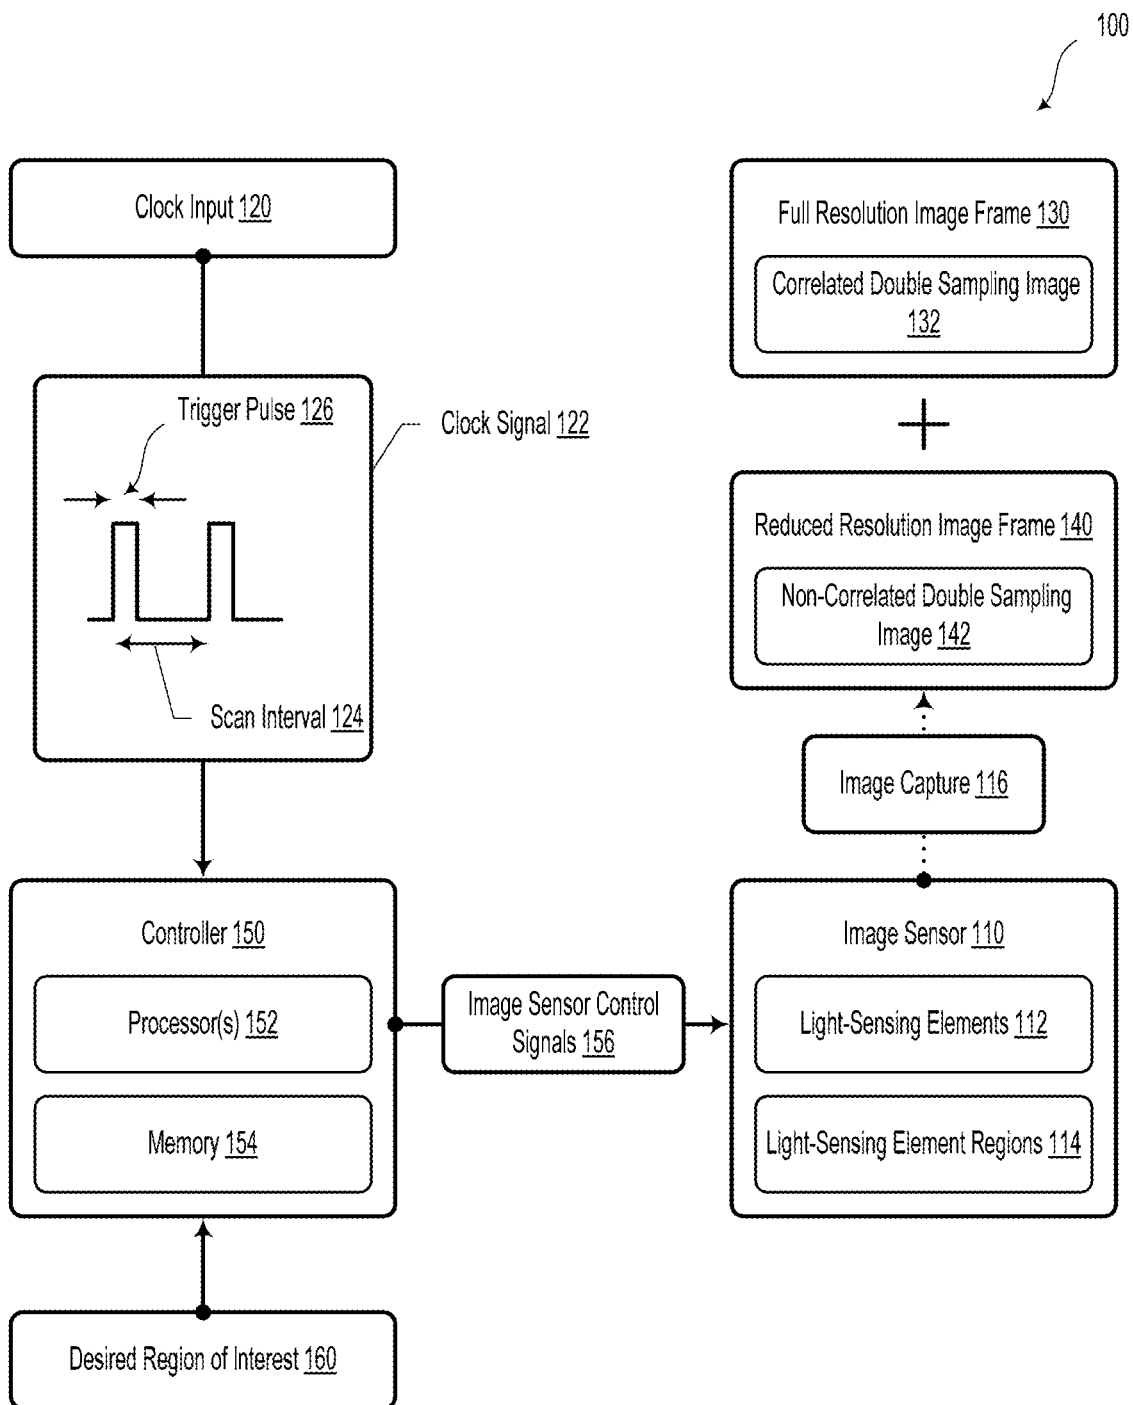 100
Clock Input 120
Full Resolution Image Frame 130
Correlated Double Sampling Image
132
Trigger Pulse 126
Clock Signal 122
Scan Interval 124
Reduced Resolution Image Frame 140
Non-Correlated Double Sampling
Image 142
Image Capture 116
Controller 150
Processor(s) 152
Memory 154
Image Sensor Control
Signals 156
Image Sensor 110
Light-Sensing Elements 112
Light-Sensing Element Regions 114
Desired Region of Interest 160